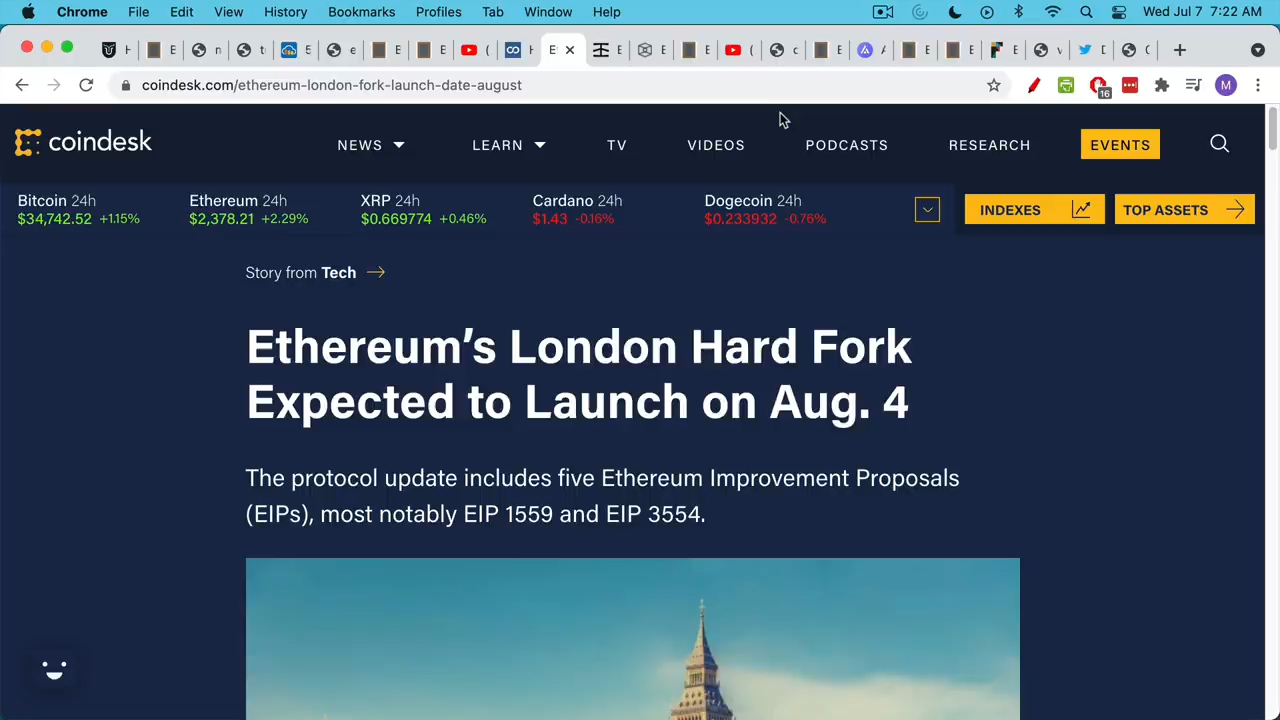 Chrome File Edit View History Bookmarks Profiles Tab Window Help Wed Jul 7 7:22 AM
coindesk.com/ethereum-london-fork-launch-date-august
16
M
coindesk
NEWS LEARN TV VIDEOS PODCASTS RESEARCH EVENTS
Bitcoin 24h Ethereum 24h XRP 24h Cardano 24h Dogecoin 24h
$34,742.52 +1.15% $2,378.21 +2.29% $0.669774 +0.46% $1.43 -0.16% $0.233932 -0.76%
INDEXES TOP ASSETS
Story from Tech
Ethereum’s London Hard Fork
Expected to Launch on Aug. 4
The protocol update includes five Ethereum Improvement Proposals
(EIPs), most notably EIP 1559 and EIP 3554.